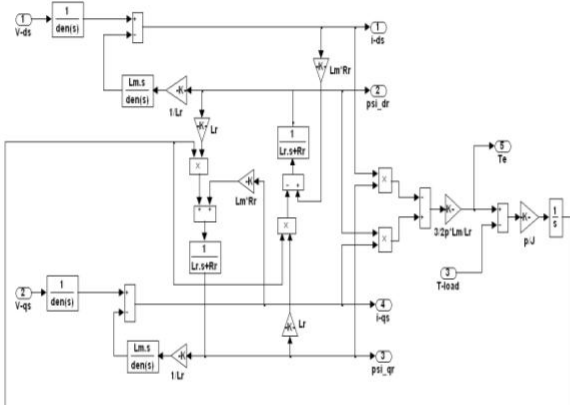 1
V-ds
1
den(s)
+
-
1
i-ds
-K-
Lm*Rr
Lm.s
den(s)
-K-
1/Lr
2
psi_dr
-K-
Lr
1
Lr.s+Rr
×
- +
-K-
Lm*Rr
+ +
×
×
-
+
K-
3/2p*Lm/Lr
5
Te
+
-
K-
p/J
1
s
×
1
Lr.s+Rr
3
T-load
2
V-qs
1
den(s)
+
-
4
i-qs
-K-
Lr
Lm.s
den(s)
-K-
1/Lr
3
psi_qr